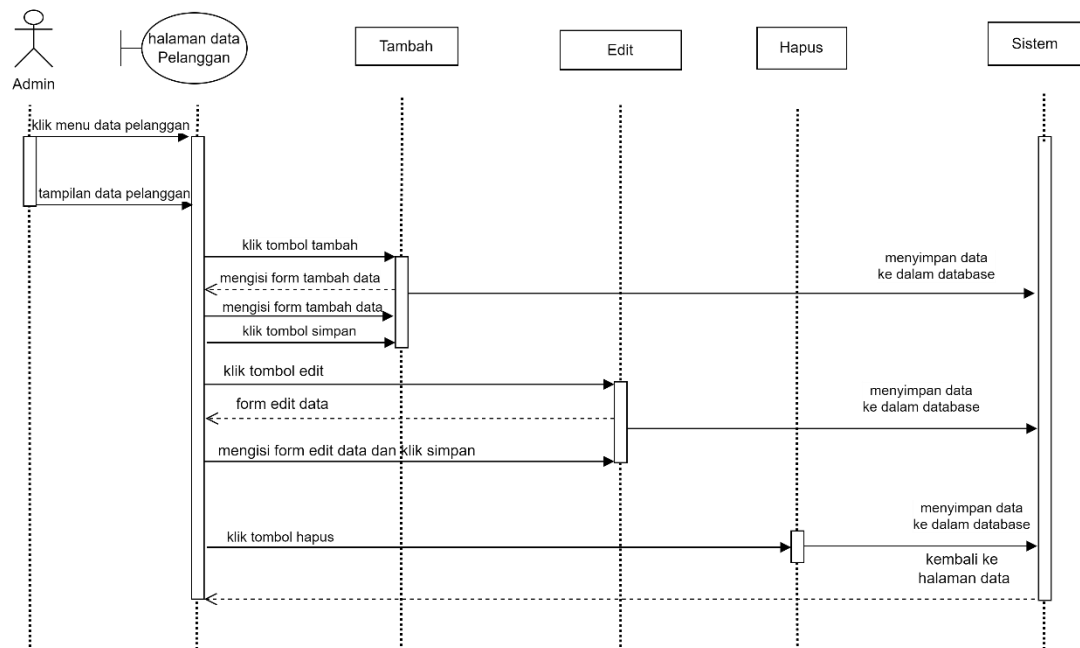 halaman data
Pelanggan
Tambah
Edit
Hapus
Sistem
Admin
klik menu data pelanggan
tampilan data pelanggan
klik tombol tambah
menyimpan data
ke dalam database
mengisi form tambah data
mengisi form tambah data
klik tombol simpan
klik tombol edit
menyimpan data
ke dalam database
form edit data
mengisi form edit data dan klik simpan
menyimpan data
ke dalam database
klik tombol hapus
kembali ke
halaman data